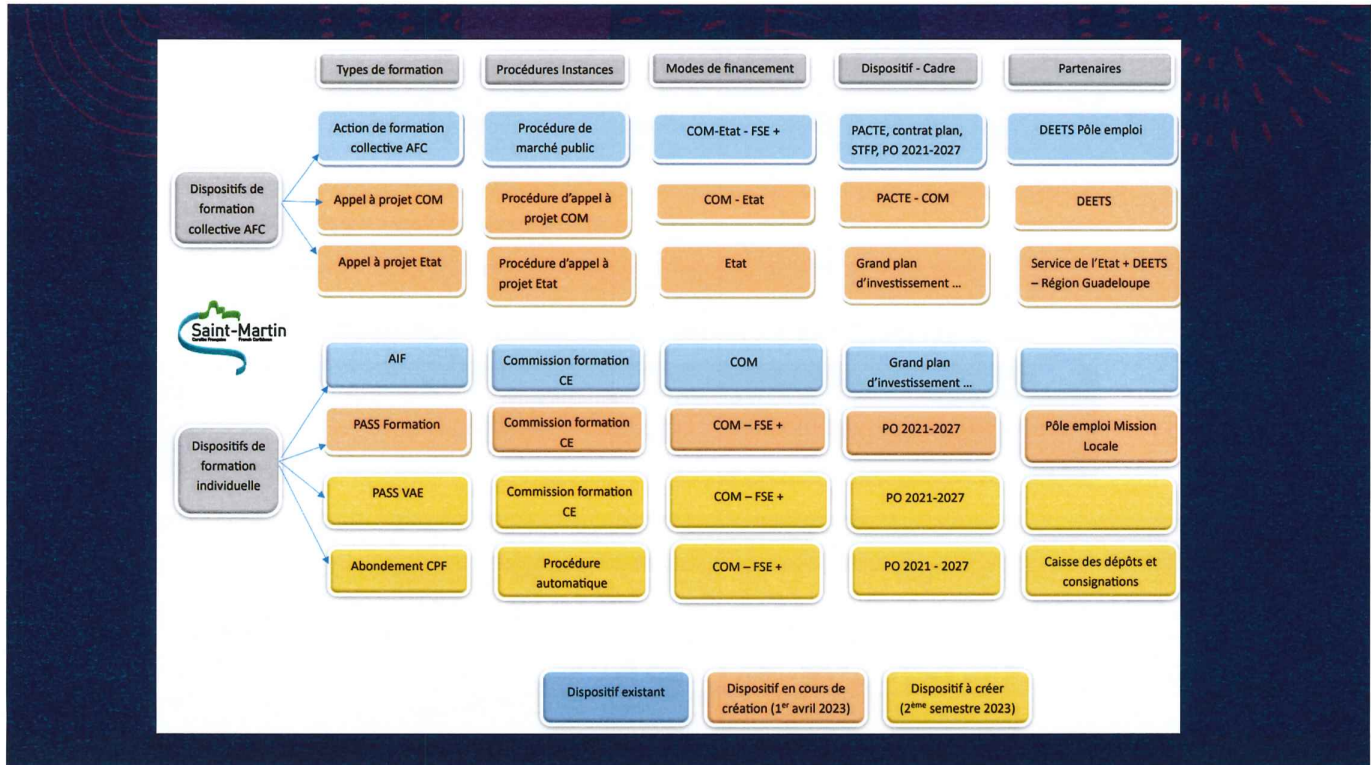 Types de formation
Procédures Instances
Modes de financement
Dispositif - Cadre
Partenaires
Dispositifs de
formation
collective AFC
Action de formation
collective AFC
Procédure de
marché public
COM-Etat - FSE +
PACTE, contrat plan,
STFP, PO 2021-2027
DEETS Pôle emploi
Appel à projet COM
Procédure d'appel à
projet COM
COM - Etat
PACTE - COM
DEETS
Appel à projet Etat
Procédure d'appel à
projet Etat
Etat
Grand plan
d'investissement ...
Service de l'Etat + DEETS
– Région Guadeloupe
Saint-Martin
Caraïbe Française French Caribbean
Dispositifs de
formation
individuelle
AIF
Commission formation
CE
COM
Grand plan
d'investissement ...
PASS Formation
Commission formation
CE
COM – FSE +
PO 2021-2027
Pôle emploi Mission
Locale
PASS VAE
Commission formation
CE
COM – FSE +
PO 2021-2027
Abondement CPF
Procédure
automatique
COM – FSE +
PO 2021 - 2027
Caisse des dépôts et
consignations
Dispositif existant
Dispositif en cours de
création (1er avril 2023)
Dispositif à créer
(2ème semestre 2023)